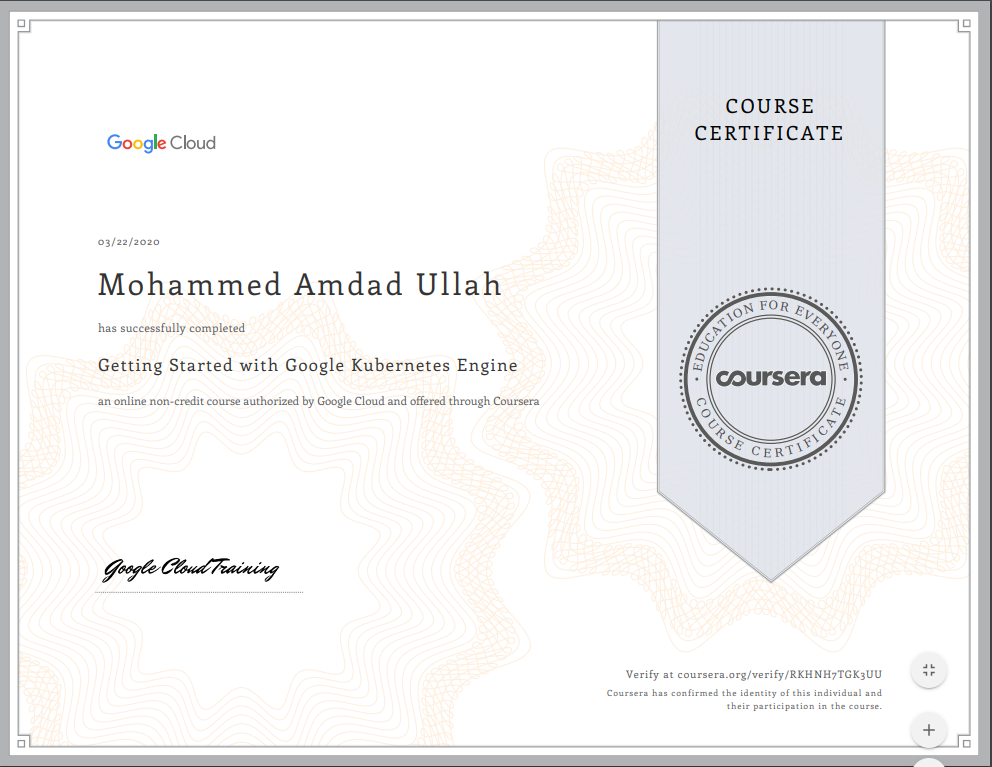 COURSE
CERTIFICATE
Google Cloud
03/22/2020
Mohammed Amdad Ullah
has successfully completed
Getting Started with Google Kubernetes Engine
an online non-credit course authorized by Google Cloud and offered through Coursera
EDUCATION FOR EVERYONE
coursera
COURSE CERTIFICATE
Google Cloud Training
Verify at coursera.org/verify/RKHNH7TGK3UU
Coursera has confirmed the identity of this individual and
their participation in the course.